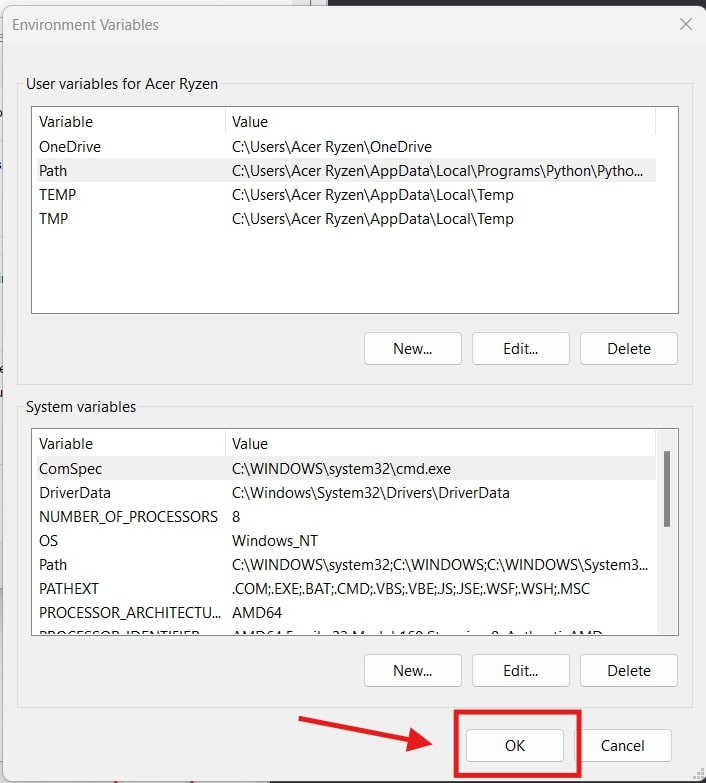 Environment Variables
User variables for Acer Ryzen
Variable Value
OneDrive C:\Users\Acer Ryzen\OneDrive
Path C:\Users\Acer Ryzen\AppData\Local\Programs\Python\Pytho...
TEMP C:\Users\Acer Ryzen\AppData\Local\Temp
TMP C:\Users\Acer Ryzen\AppData\Local\Temp
New... Edit... Delete
System variables
Variable Value
ComSpec C:\WINDOWS\system32\cmd.exe
DriverData C:\Windows\System32\Drivers\DriverData
NUMBER_OF_PROCESSORS 8
OS Windows_NT
Path C:\WINDOWS\system32;C:\WINDOWS;C:\WINDOWS\System3...
PATHEXT .COM;.EXE;.BAT;.CMD;.VBS;.VBE;.JS;.JSE;.WSF;.WSH;.MSC
PROCESSOR_ARCHITECTU... AMD64
New... Edit... Delete
OK Cancel